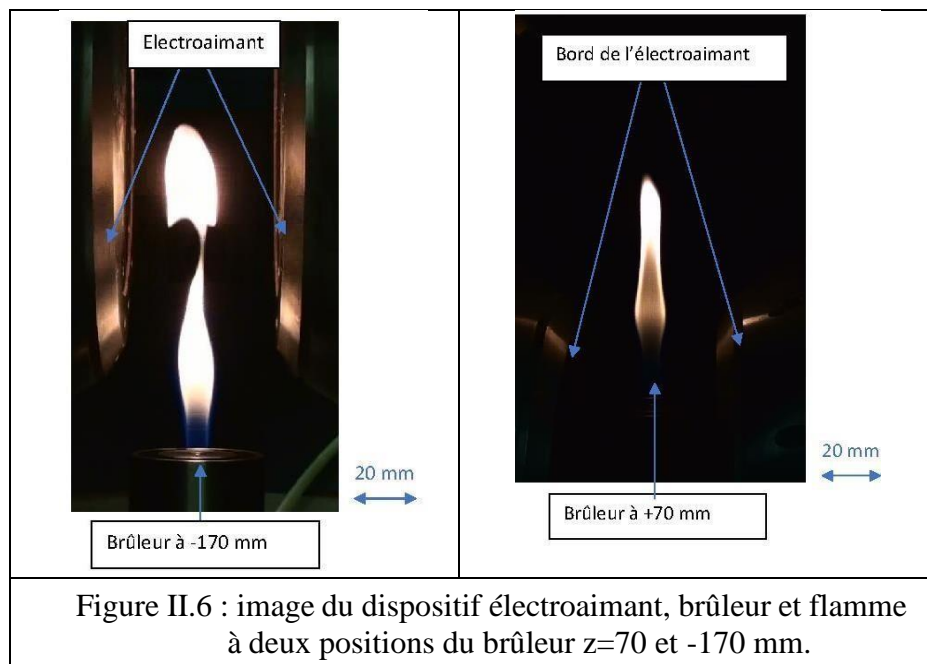 Electroaimant
20 mm
Brûleur à -170 mm
Bord de l'électroaimant
20 mm
Brûleur à +70 mm
Figure II.6 : image du dispositif électroaimant, brûleur et flamme
à deux positions du brûleur z=70 et -170 mm.